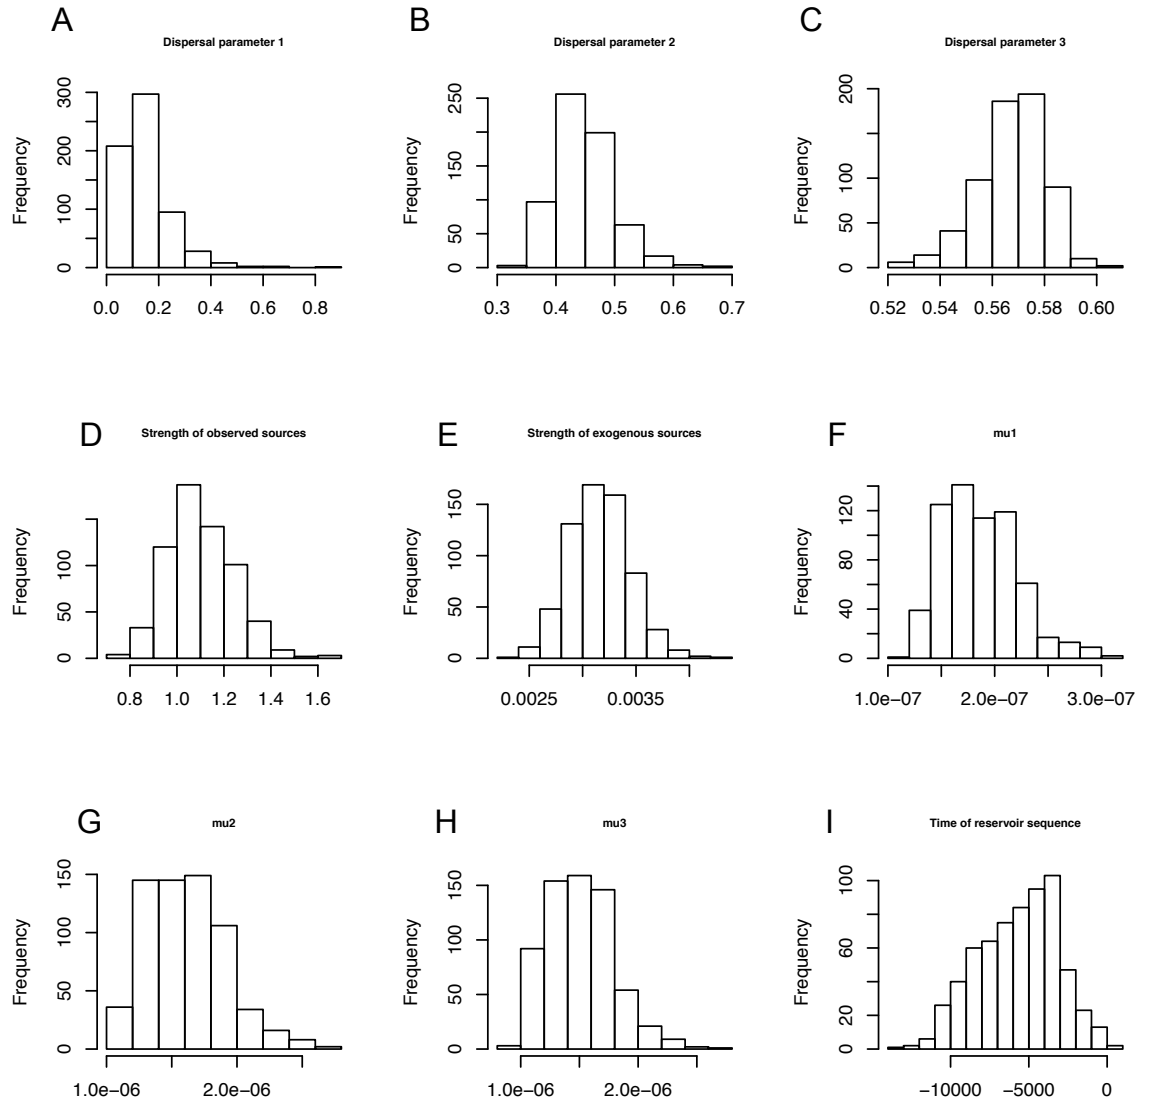 A B C
Dispersal parameter 1 Dispersal parameter 2 Dispersal parameter 3
Frequency
0 100 200 300
0.0 0.2 0.4 0.6 0.8
Frequency
0 50 150 250
0.3 0.4 0.5 0.6 0.7
Frequency
0 50 100 200
0.52 0.54 0.56 0.58 0.60
D Strength of observed sources E Strength of exogenous sources F mu1
Frequency
0 50 100
0.8 1.0 1.2 1.4 1.6
Frequency
0 50 100 150
0.0025 0.0035
Frequency
0 40 80 120
1.0e−07 2.0e−07 3.0e−07
G mu2 H mu3 I Time of reservoir sequence
Frequency
0 50 100 150
1.0e−06 2.0e−06
Frequency
0 50 100 150
1.0e−06 2.0e−06
Frequency
0 20 60 100
−10000 −5000 0